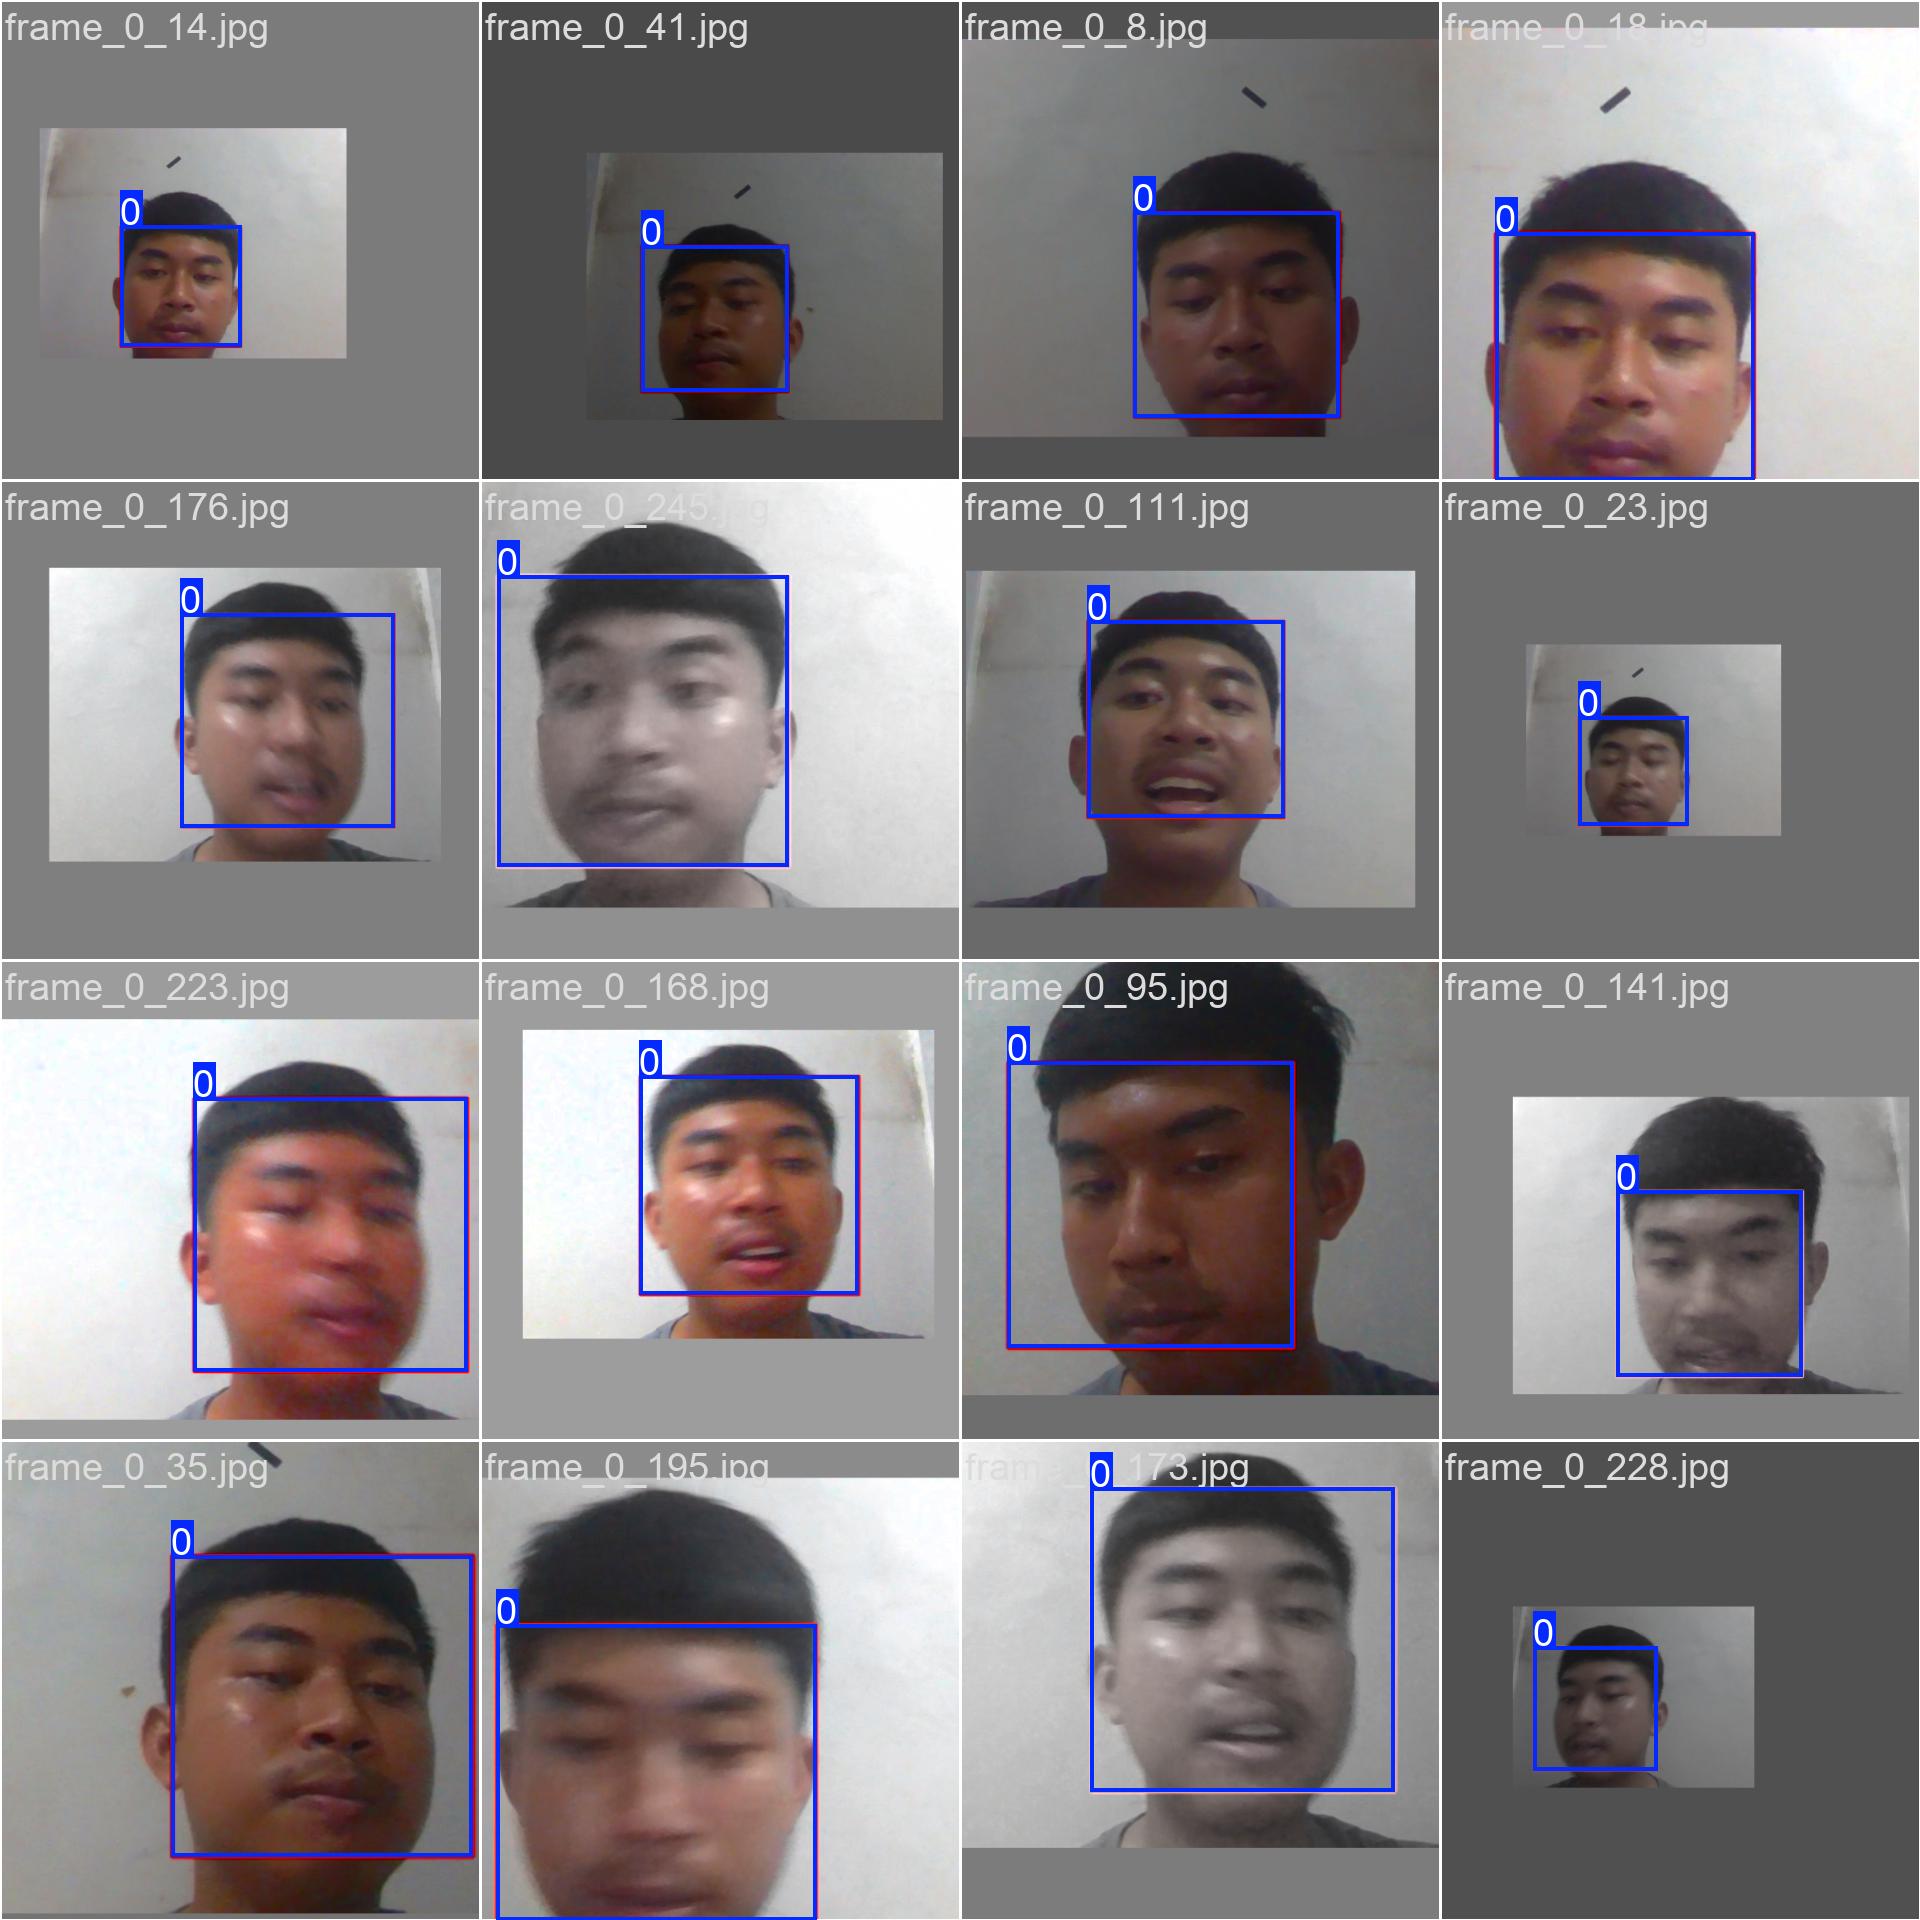 frame_0_14.jpg
frame_0_41.jpg
frame_0_8.jpg
frame_0_18.jpg
0
0
0
0
frame_0_176.jpg
frame_0_245.jpg
frame_0_111.jpg
frame_0_23.jpg
0
0
0
0
frame_0_223.jpg
frame_0_168.jpg
frame_0_95.jpg
frame_0_141.jpg
0
0
0
0
frame_0_35.jpg
frame_0_195.jpg
frame_0_173.jpg
frame_0_228.jpg
0
0
0
0